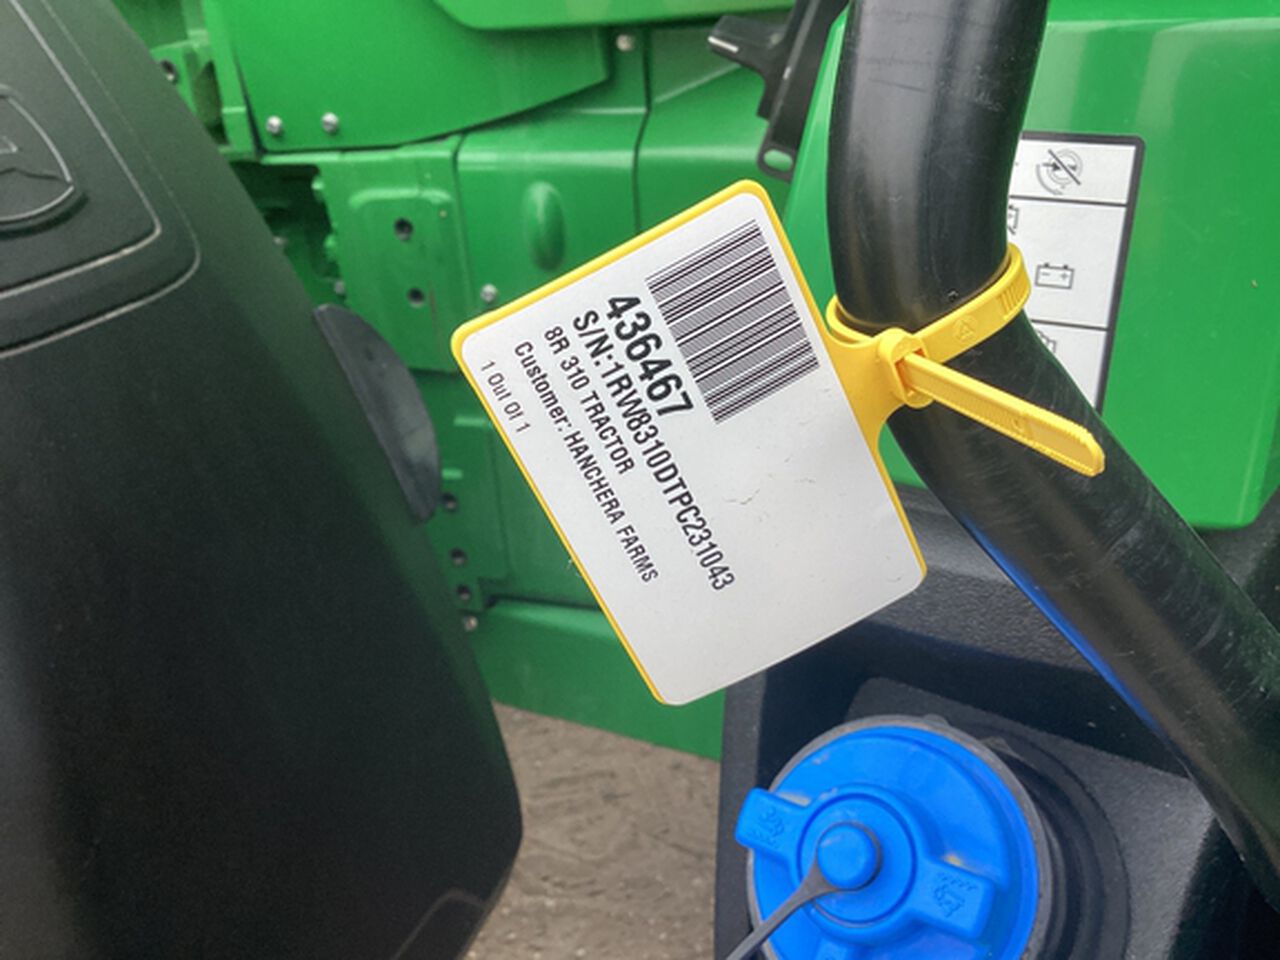 436467
S/N:1RW8310DTPC231043
8R 310 TRACTOR
Customer: HANCHERA FARMS
1 Out Of 1